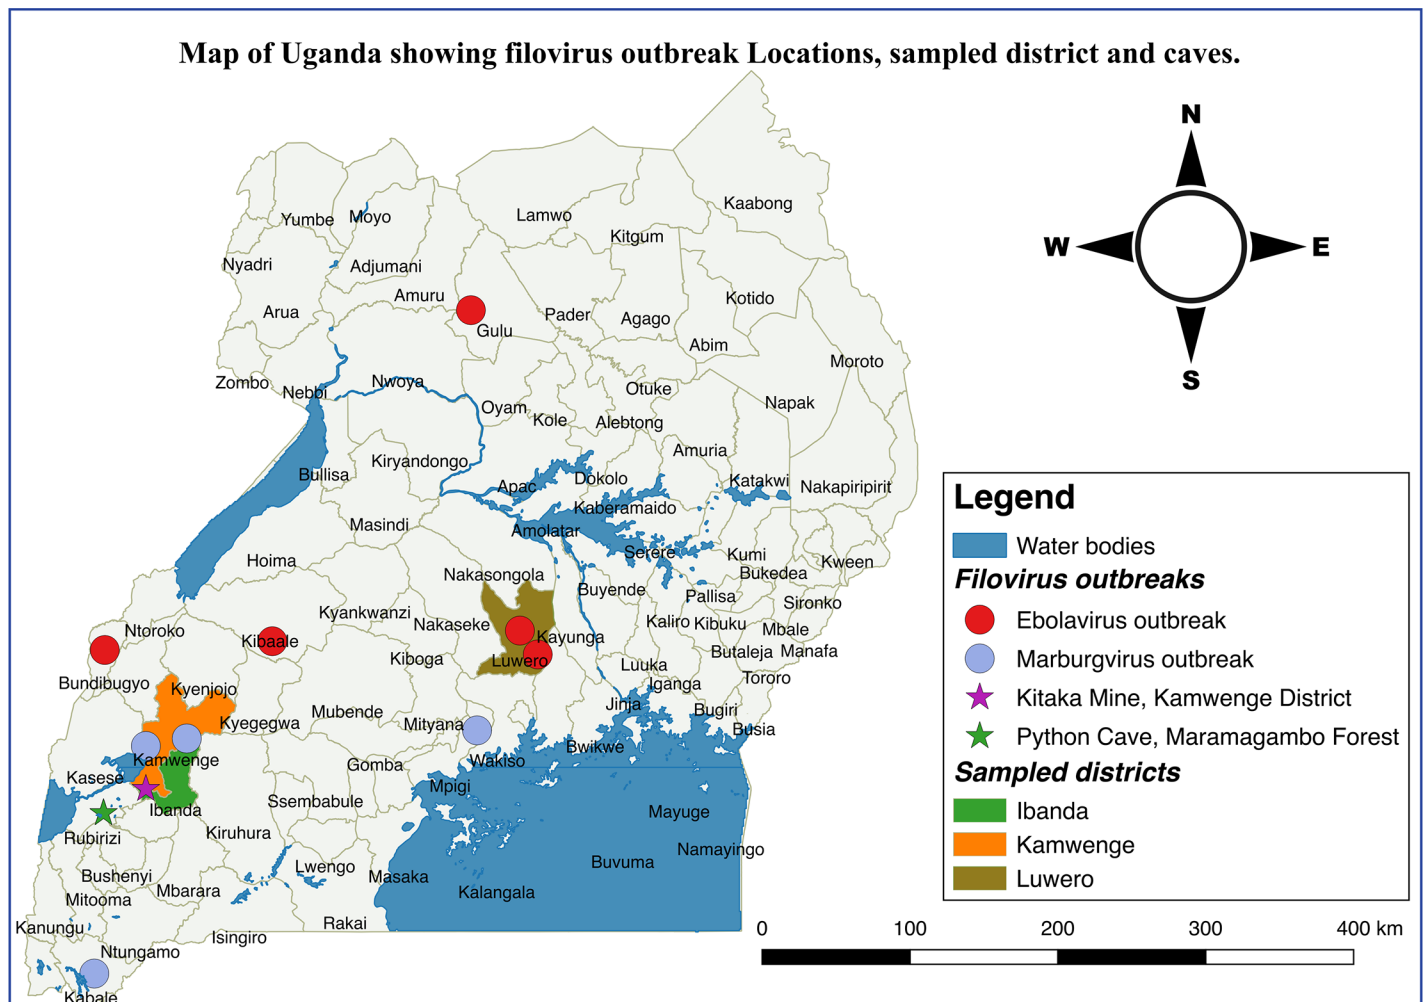 Map of Uganda showing filovirus outbreak Locations, sampled district and caves.
N
W
E
S
Kaabong
Yumbe
Moyo
Lamwo
Kitgum
Nyadri
Adjumani
Amuru
Kotido
Arua
Pader
Agago
Gulu
Abim
Moroto
Zombo
Nebbi
Nwoya
Otuke
Napak
Oyam
Kole
Alebtong
Amuria
Kiryandongo
Bullisa
Apac
Dokolo
Katakwi
Nakapiripirit
Kaberamaido
Masindi
Amolatar
Serere
Kumi
Kween
Hoima
Bukedea
Nakasongola
Buyende
Pallisa
Sironko
Kyankwanzi
Nakaseke
Kaliro
Kibuku
Mbale
Ntoroko
Kibaale
Kayunga
Butaleja
Manafa
Kiboga
Luwero
Luuka
Tororo
Bundibugyo
Kyenjojo
Iganga
Jinja
Bugiri
Mubende
Kyegegwa
Mityana
Busia
Bwikwe
Kamwenge
Gomba
Wakiso
Kasese
Mpigi
Ssembabule
Ibanda
Mayuge
Rubirizi
Kiruhura
Namayingo
Buvuma
Lwengo
Bushenyi
Masaka
Mbarara
Kalangala
Mitooma
Rakai
Kanungu
Isingiro
Ntungamo
Kabale
Legend
Water bodies
Filovirus outbreaks
Ebolavirus outbreak
Marburgvirus outbreak
Kitaka Mine, Kamwenge District
Python Cave, Maramagambo Forest
Sampled districts
Ibanda
Kamwenge
Luwero
0 100 200 300 400 km